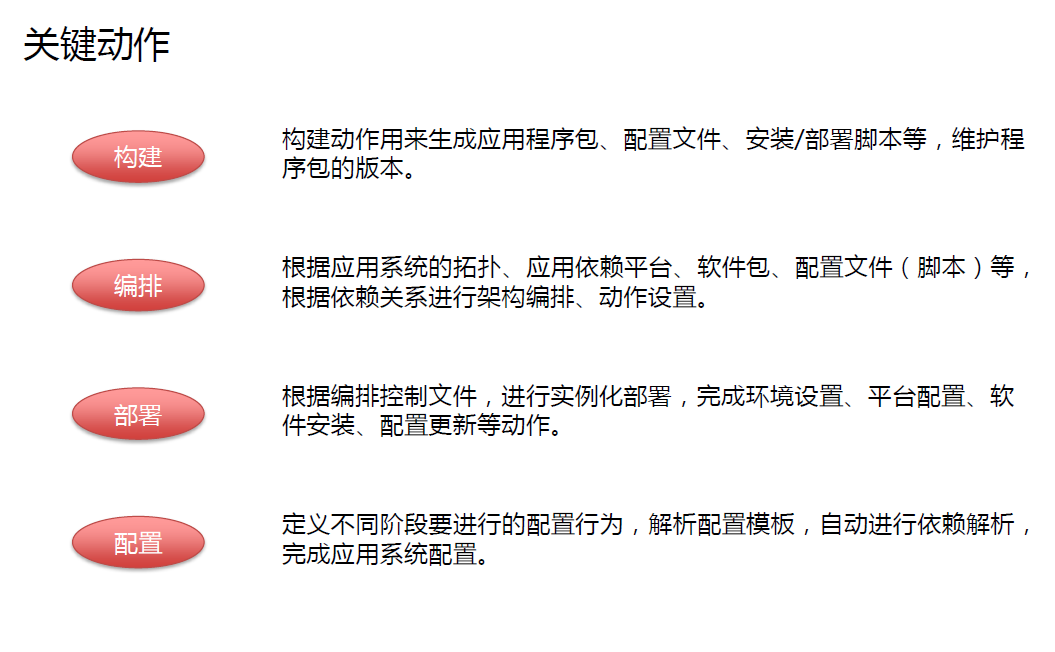 关键动作
构建
构建动作用来生成应用程序包、配置文件、安装/部署脚本等，维护程
序包的版本。
编排
根据应用系统的拓扑、应用依赖平台、软件包、配置文件（脚本）等，
根据依赖关系进行架构编排、动作设置。
部署
根据编排控制文件，进行实例化部署，完成环境设置、平台配置、软
件安装、配置更新等动作。
配置
定义不同阶段要进行的配置行为，解析配置模板，自动进行依赖解析，
完成应用系统配置。